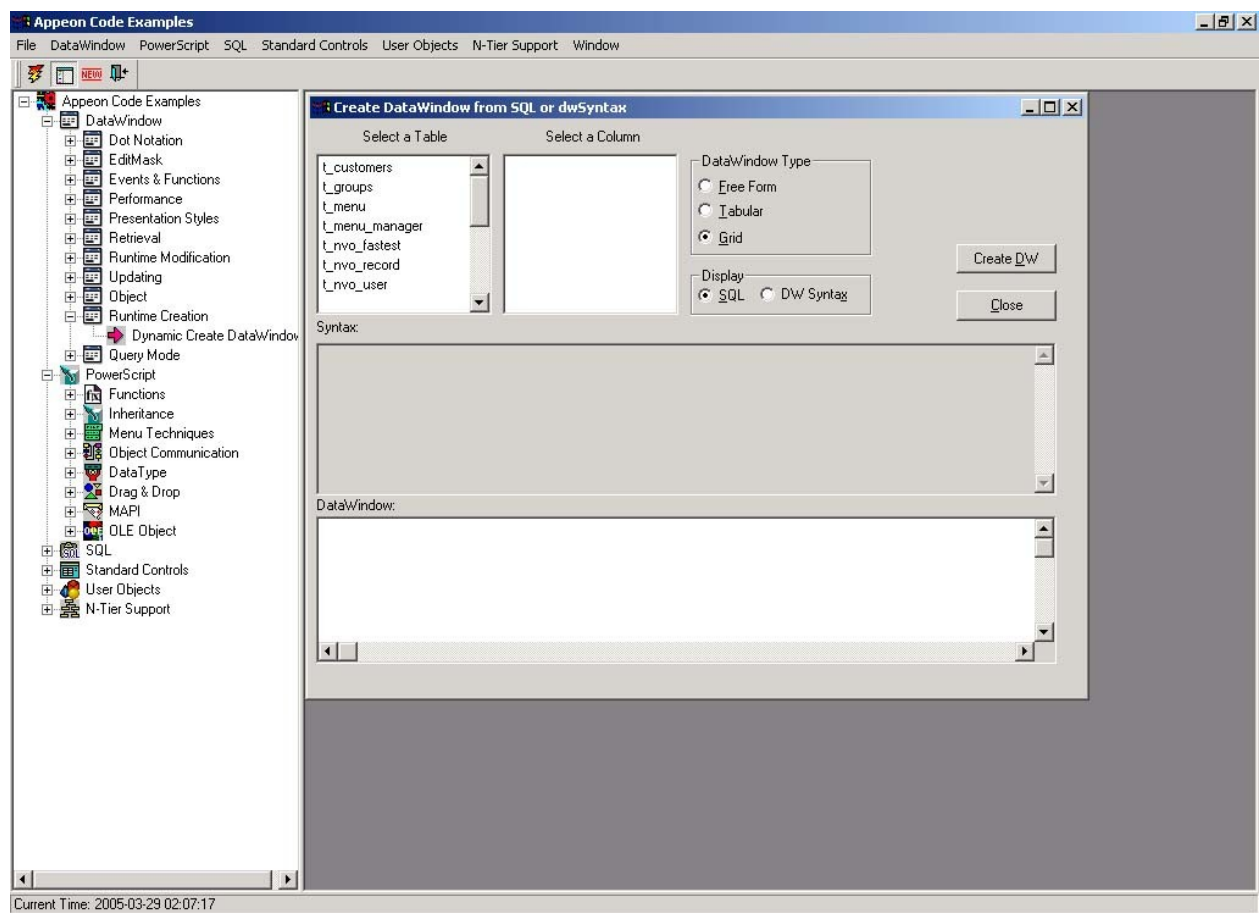 Appeon Code Examples
File DataWindow PowerScript SQL Standard Controls User Objects N-Tier Support Window
NEW
Appeon Code Examples
DataWindow
Dot Notation
EditMask
Events & Functions
Performance
Presentation Styles
Retrieval
Runtime Modification
Updating
Object
Runtime Creation
Dynamic Create DataWindow
Query Mode
PowerScript
Functions
Inheritance
Menu Techniques
Object Communication
DataType
Drag & Drop
MAPI
OLE Object
SQL
Standard Controls
User Objects
N-Tier Support
Create DataWindow from SQL or dwSyntax
Select a Table
Select a Column
t_customers
t_groups
t_menu
t_menu_manager
t_nvo_fastest
t_nvo_record
t_nvo_user
DataWindow Type
Free Form
Tabular
Grid
Display
SQL DW Syntax
Create DW
Close
Syntax:
DataWindow:
Current Time: 2005-03-29 02:07:17